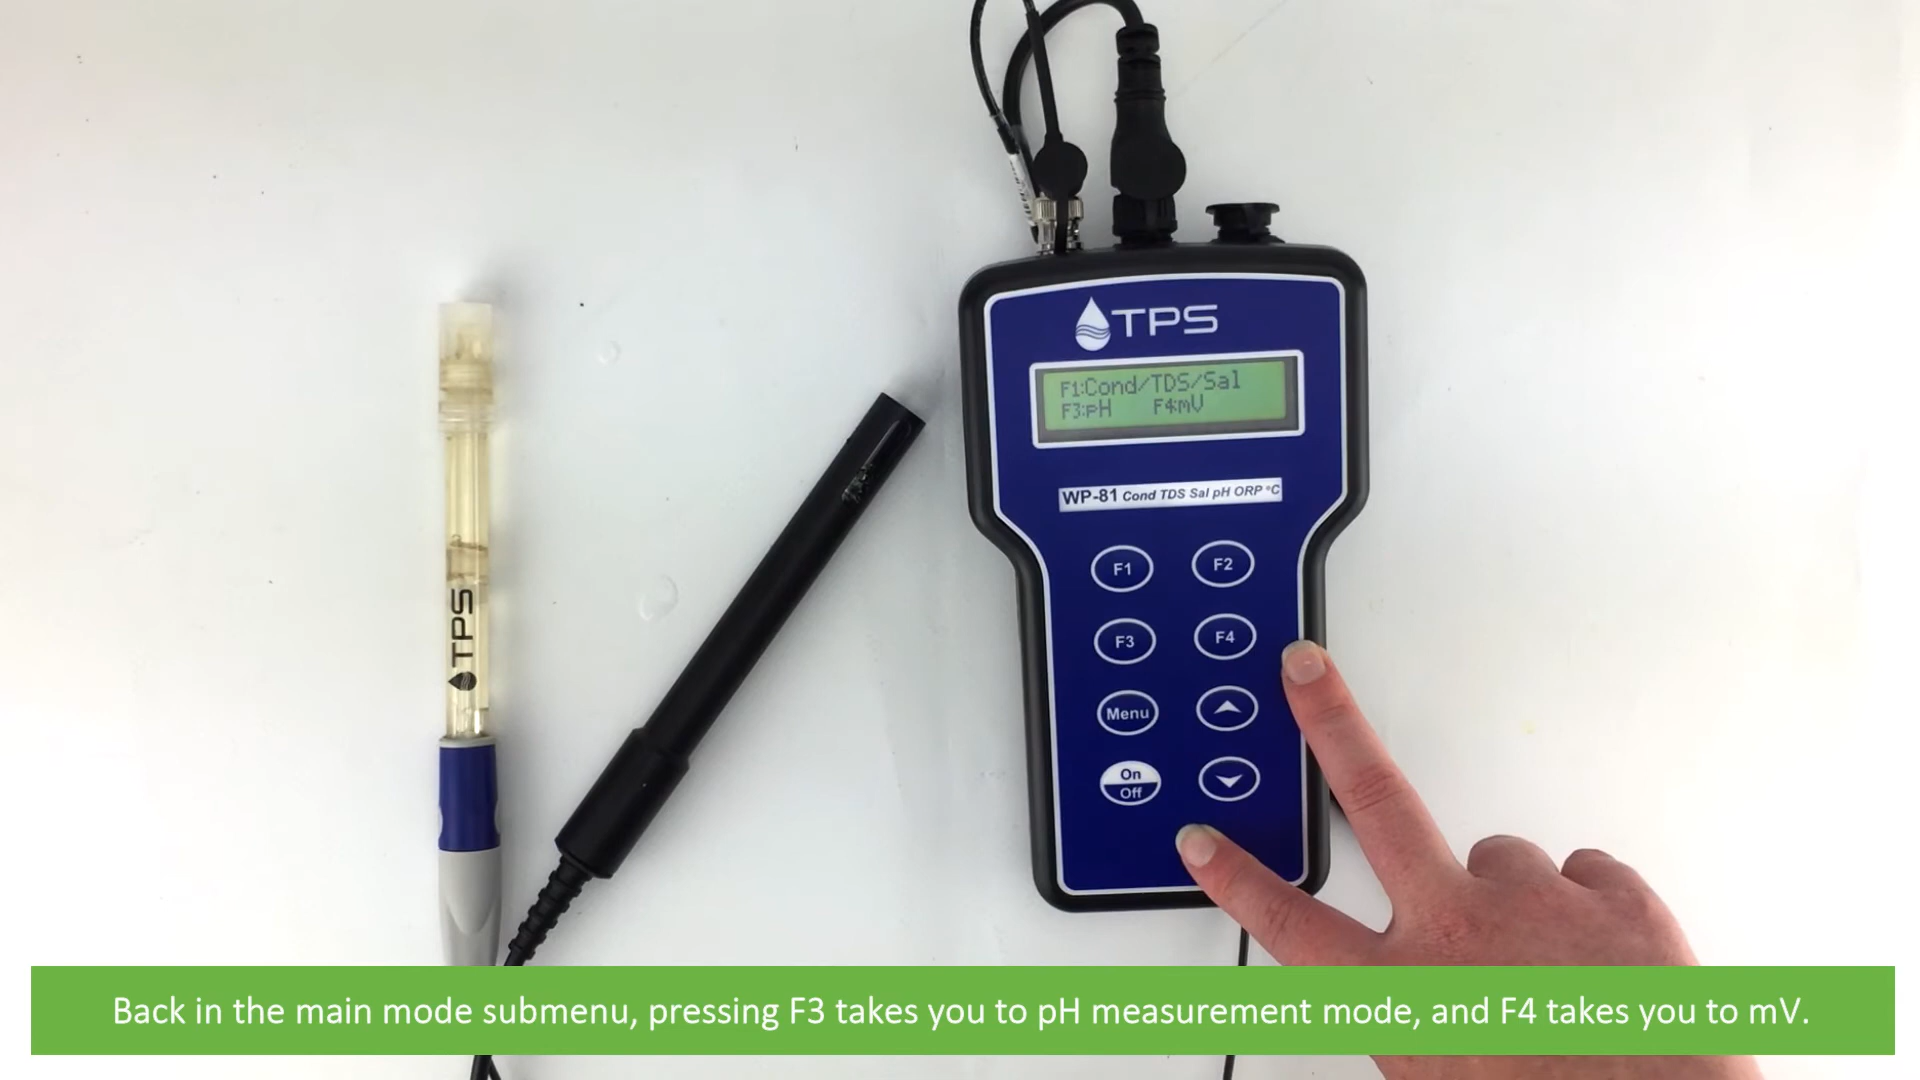 TPS
F1:Cond/TDS/Sal
F3:pH F4:mV
WP-81 Cond TDS Sal pH ORP °C
F1 F2
F3 F4
Menu
On
Off
TPS
Back in the main mode submenu, pressing F3 takes you to pH measurement mode, and F4 takes you to mV.